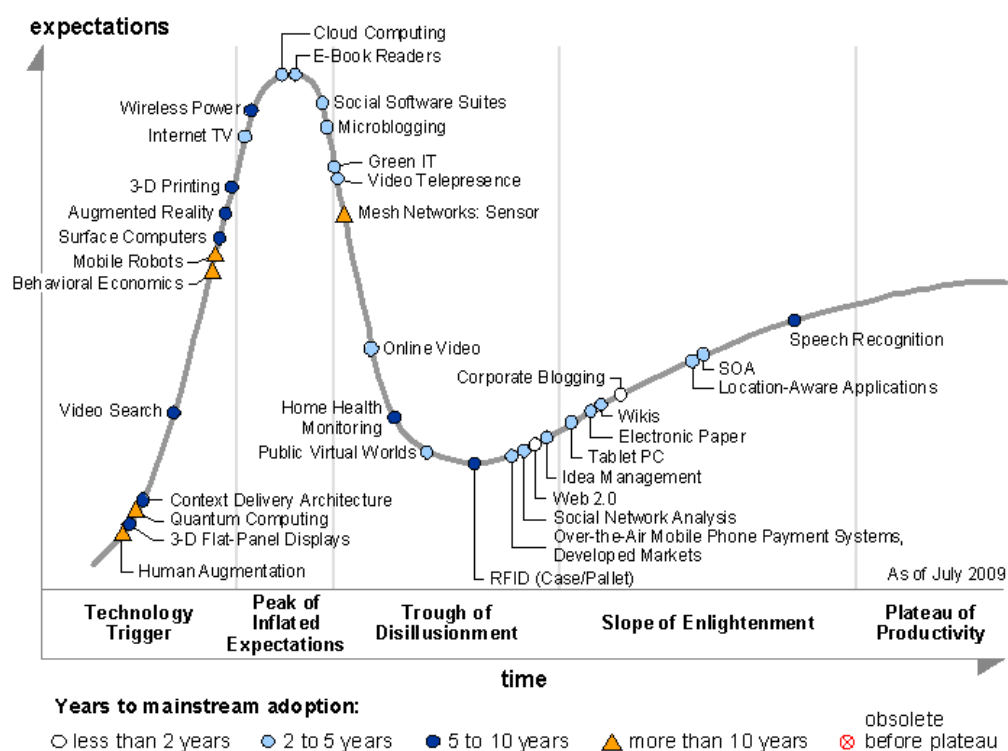 expectations
Cloud Computing
E-Book Readers
Wireless Power
Social Software Suites
Internet TV
Microblogging
Green IT
3-D Printing
Video Telepresence
Augmented Reality
Mesh Networks: Sensor
Surface Computers
Mobile Robots
Behavioral Economics
Online Video
Speech Recognition
SOA
Corporate Blogging
Location-Aware Applications
Video Search
Home Health
Monitoring
Wikis
Electronic Paper
Public Virtual Worlds
Tablet PC
Idea Management
Context Delivery Architecture
Web 2.0
Quantum Computing
Social Network Analysis
3-D Flat-Panel Displays
Over-the-Air Mobile Phone Payment Systems,
Developed Markets
Human Augmentation
RFID (Case/Pallet)
As of July 2009
Technology
Trigger
Peak of
Inflated
Expectations
Trough of
Disillusionment
Slope of Enlightenment
Plateau of
Productivity
time
Years to mainstream adoption:
less than 2 years
2 to 5 years
5 to 10 years
more than 10 years
obsolete
before plateau